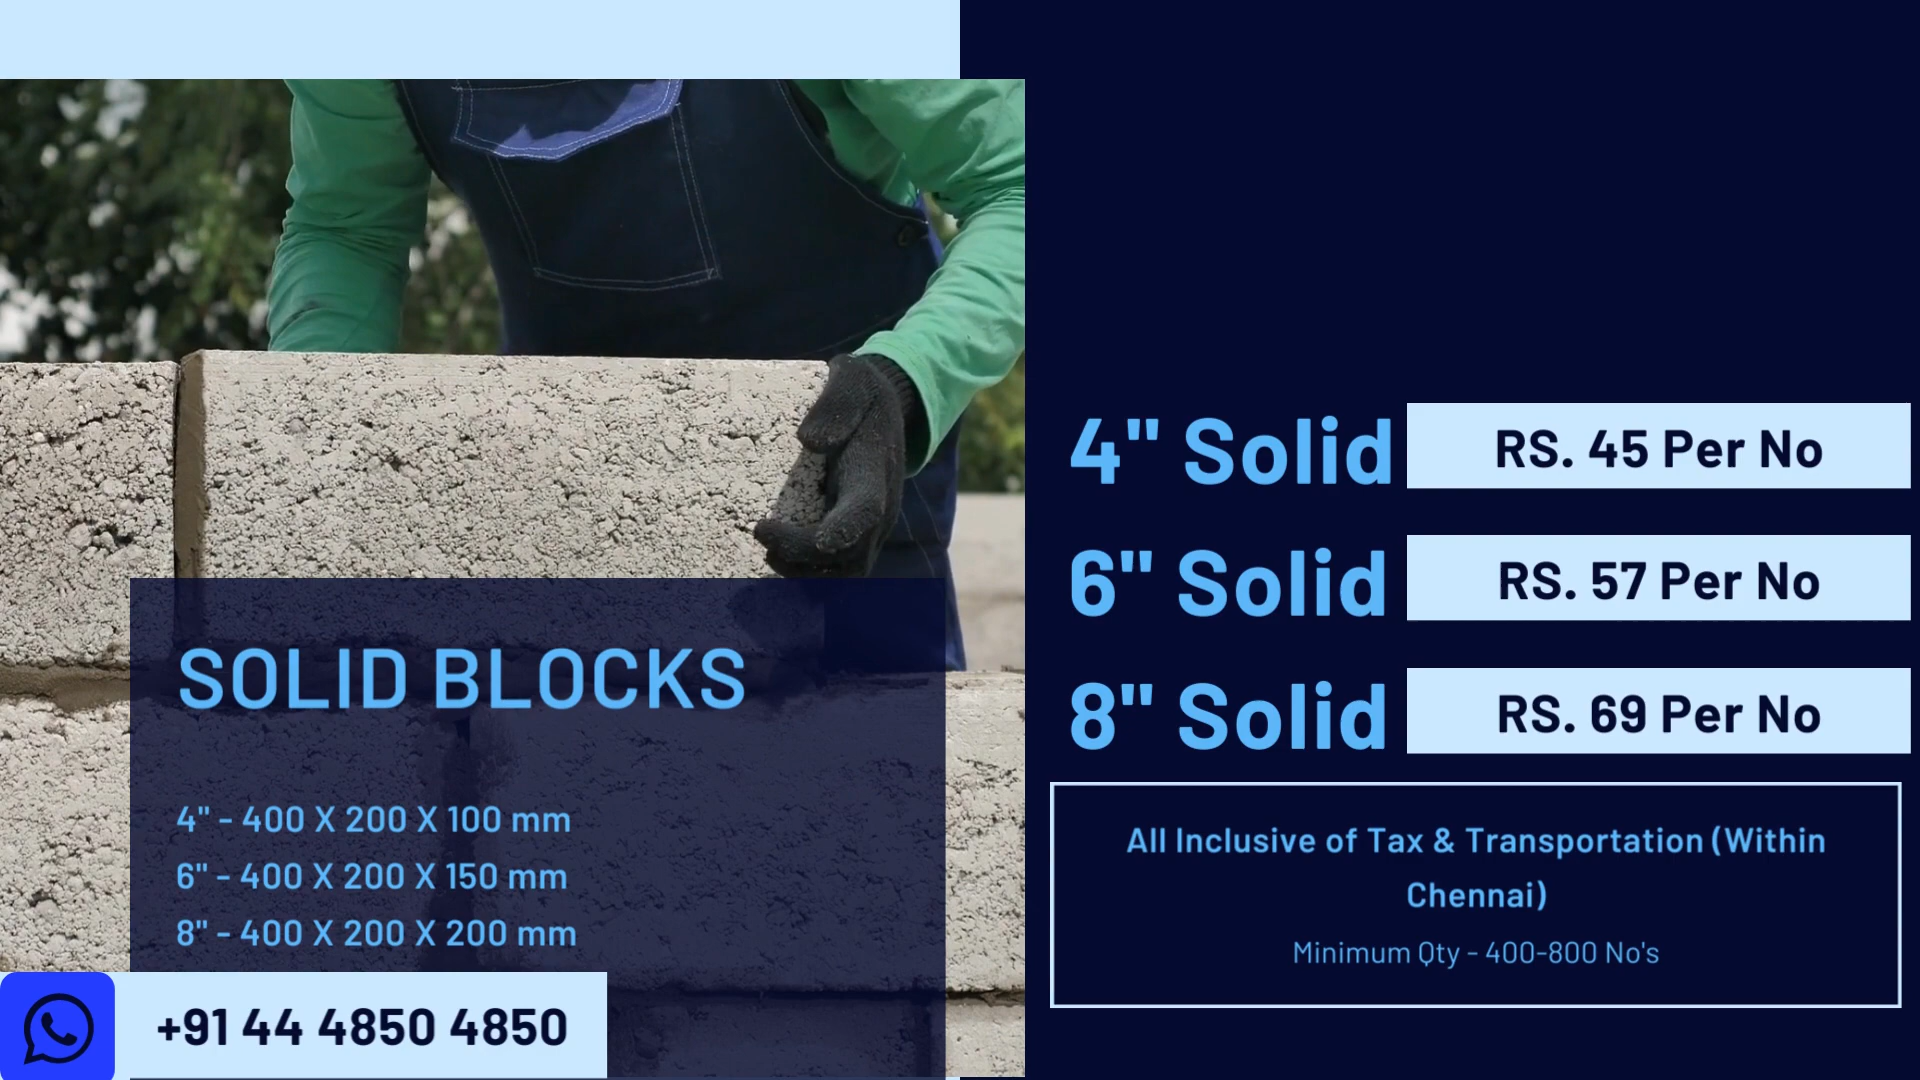 SOLID BLOCKS
4" - 400 X 200 X 100 mm
6" - 400 X 200 X 150 mm
8" - 400 X 200 X 200 mm
+91 44 4850 4850
4" Solid RS. 45 Per No
6" Solid RS. 57 Per No
8" Solid RS. 69 Per No
All Inclusive of Tax & Transportation (Within
Chennai)
Minimum Qty - 400-800 No's